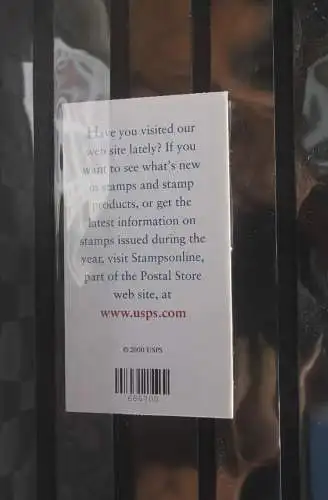 Have you visited our
web site lately? If you
want to see what's new
in stamps and stamp
products, or get the
latest information on
stamps issued during the
year, visit Stampsonline,
part of the Postal Store
web site, at
www.usps.com
© 2000 USPS